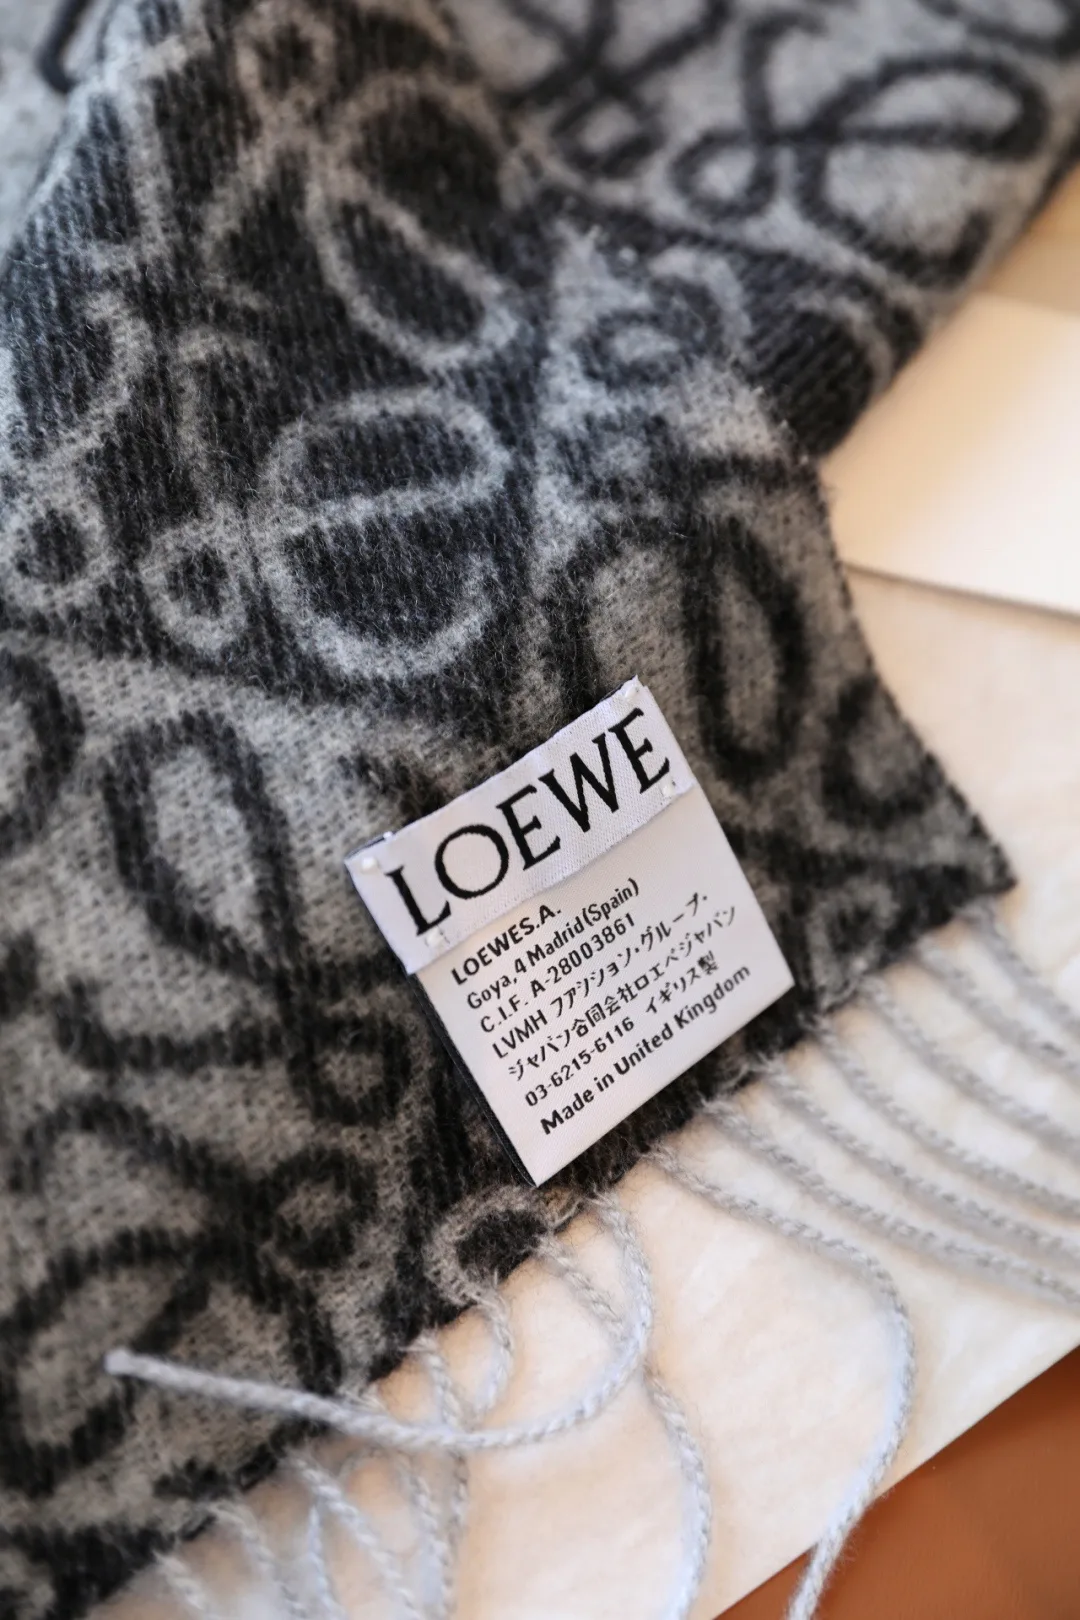 LOEWE
LOEWES.A.
Goya, 4 Madrid (Spain)
C.I.F. A-28003861
LVMH ファッション・グループ・
ジャパン合同会社ロエベジャパン
03-6215-6116 イギリス製
Made in United Kingdom